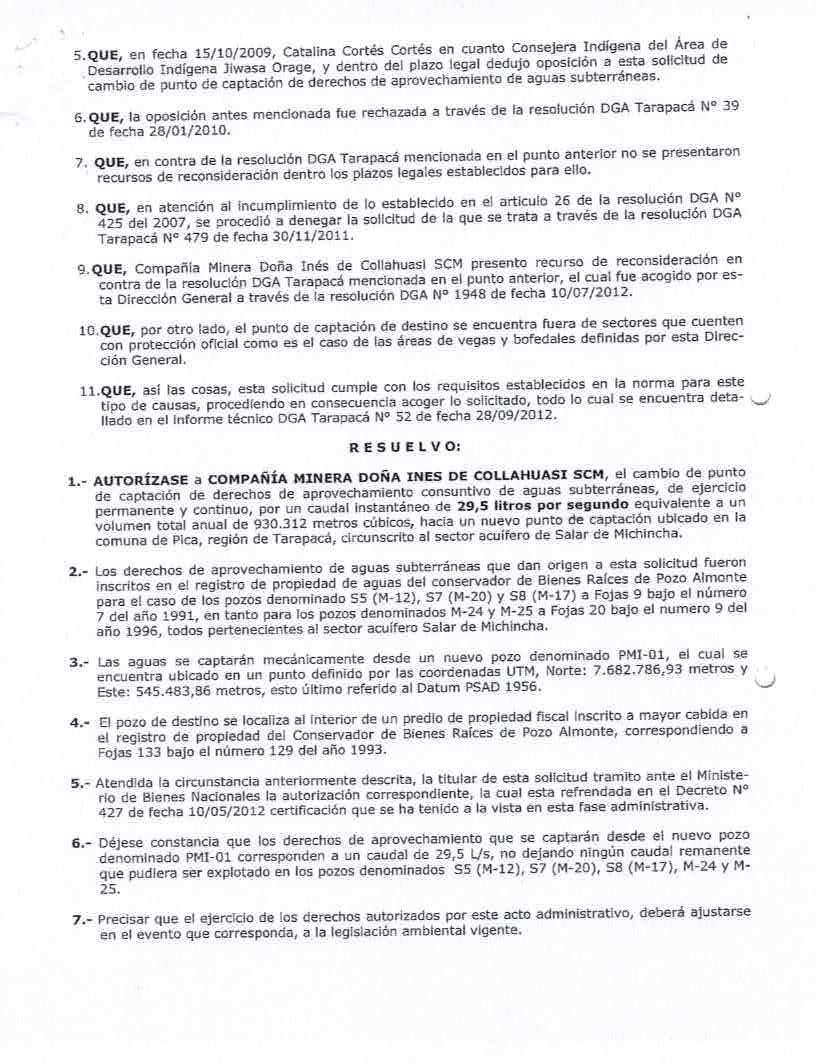 5.QUE, en fecha 15/10/2009, Catalina Cortés Cortés en cuanto Consejera Indígena del Área de
Desarrollo Indígena Jiwasa Orage, y dentro del plazo legal dedujo oposición a esta solicitud de
cambio de punto de captación de derechos de aprovechamiento de aguas subterráneas.
6.QUE, la oposición antes mencionada fue rechazada a través de la resolución DGA Tarapacá N° 39
de fecha 28/01/2010.
7. QUE, en contra de la resolución DGA Tarapacá mencionada en el punto anterior no se presentaron
recursos de reconsideración dentro los plazos legales establecidos para ello.
8. QUE, en atención al incumplimiento de lo establecido en el articulo 26 de la resolución DGA N°
425 del 2007, se procedió a denegar la solicitud de la que se trata a través de la resolución DGA
Tarapacá N° 479 de fecha 30/11/2011.
9.QUE, Compañía Minera Doña Inés de Collahuasi SCM presento recurso de reconsideración en
contra de la resolución DGA Tarapacá mencionada en el punto anterior, el cual fue acogido por es-
ta Dirección General a través de la resolución DGA N° 1948 de fecha 10/07/2012.
10.QUE, por otro lado, el punto de captación de destino se encuentra fuera de sectores que cuenten
con protección oficial como es el caso de las áreas de vegas y bofedales definidas por esta Direc-
ción General.
11.QUE, así las cosas, esta solicitud cumple con los requisitos establecidos en la norma para este
tipo de causas, procediendo en consecuencia acoger lo solicitado, todo lo cual se encuentra deta-
llado en el informe técnico DGA Tarapacá N° 52 de fecha 28/09/2012.
R E S U E L V O:
1.- AUTORÍZASE a COMPAÑÍA MINERA DOÑA INES DE COLLAHUASI SCM, el cambio de punto
de captación de derechos de aprovechamiento consuntivo de aguas subterráneas, de ejercicio
permanente y continuo, por un caudal instantáneo de 29,5 litros por segundo equivalente a un
volumen total anual de 930.312 metros cúbicos, hacia un nuevo punto de captación ubicado en la
comuna de Pica, región de Tarapacá, circunscrito al sector acuífero de Salar de Michincha.
2.- Los derechos de aprovechamiento de aguas subterráneas que dan origen a esta solicitud fueron
inscritos en el registro de propiedad de aguas del conservador de Bienes Raíces de Pozo Almonte
para el caso de los pozos denominado S5 (M-12), S7 (M-20) y S8 (M-17) a Fojas 9 bajo el número
7 del año 1991, en tanto para los pozos denominados M-24 y M-25 a Fojas 20 bajo el numero 9 del
año 1996, todos pertenecientes al sector acuífero Salar de Michincha.
3.- Las aguas se captarán mecánicamente desde un nuevo pozo denominado PMI-01, el cual se
encuentra ubicado en un punto definido por las coordenadas UTM, Norte: 7.682.786,93 metros y
Este: 545.483,86 metros, esto último referido al Datum PSAD 1956.
4.- El pozo de destino se localiza al interior de un predio de propiedad fiscal inscrito a mayor cabida en
el registro de propiedad del Conservador de Bienes Raíces de Pozo Almonte, correspondiendo a
Fojas 133 bajo el número 129 del año 1993.
5.- Atendida la circunstancia anteriormente descrita, la titular de esta solicitud tramito ante el Ministe-
rio de Bienes Nacionales la autorización correspondiente, la cual esta refrendada en el Decreto N°
427 de fecha 10/05/2012 certificación que se ha tenido a la vista en esta fase administrativa.
6.- Déjese constancia que los derechos de aprovechamiento que se captarán desde el nuevo pozo
denominado PMI-01 corresponden a un caudal de 29,5 L/s, no dejando ningún caudal remanente
que pudiera ser explotado en los pozos denominados S5 (M-12), S7 (M-20), S8 (M-17), M-24 y M-
25.
7.- Precisar que el ejercicio de los derechos autorizados por este acto administrativo, deberá ajustarse
en el evento que corresponda, a la legislación ambiental vigente.